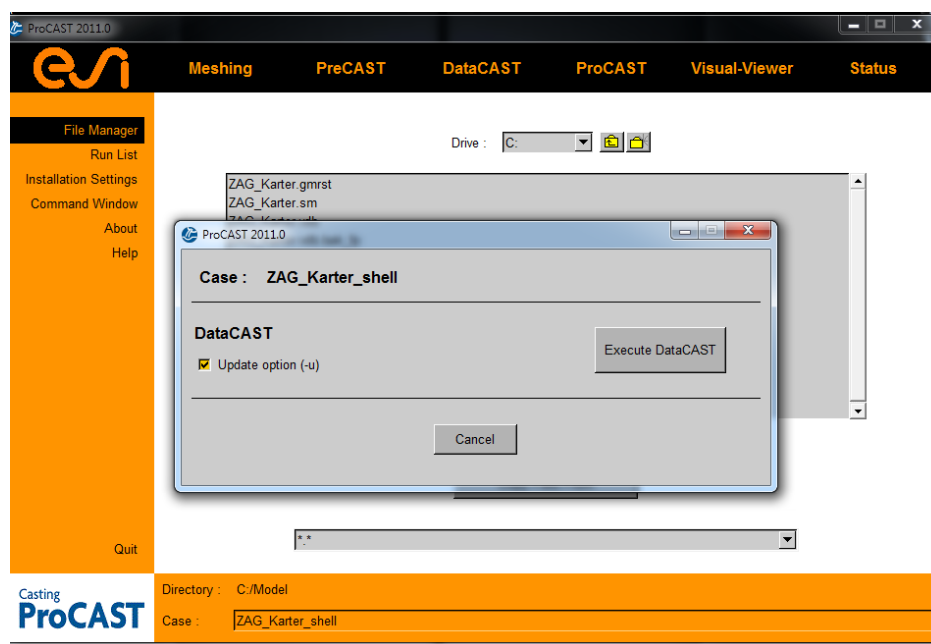 ProCAST 2011.0
esi
Meshing PreCAST DataCAST ProCAST Visual-Viewer Status
File Manager
Run List
Installation Settings
Command Window
About
Help
Quit
Drive : C:
ZAG_Karter.gmrst
ZAG_Karter.sm
ProCAST 2011.0
Case : ZAG_Karter_shell
DataCAST
Update option (-u)
Execute DataCAST
Cancel
*.*
Casting
ProCAST
Directory : C:/Model
Case : ZAG_Karter_shell